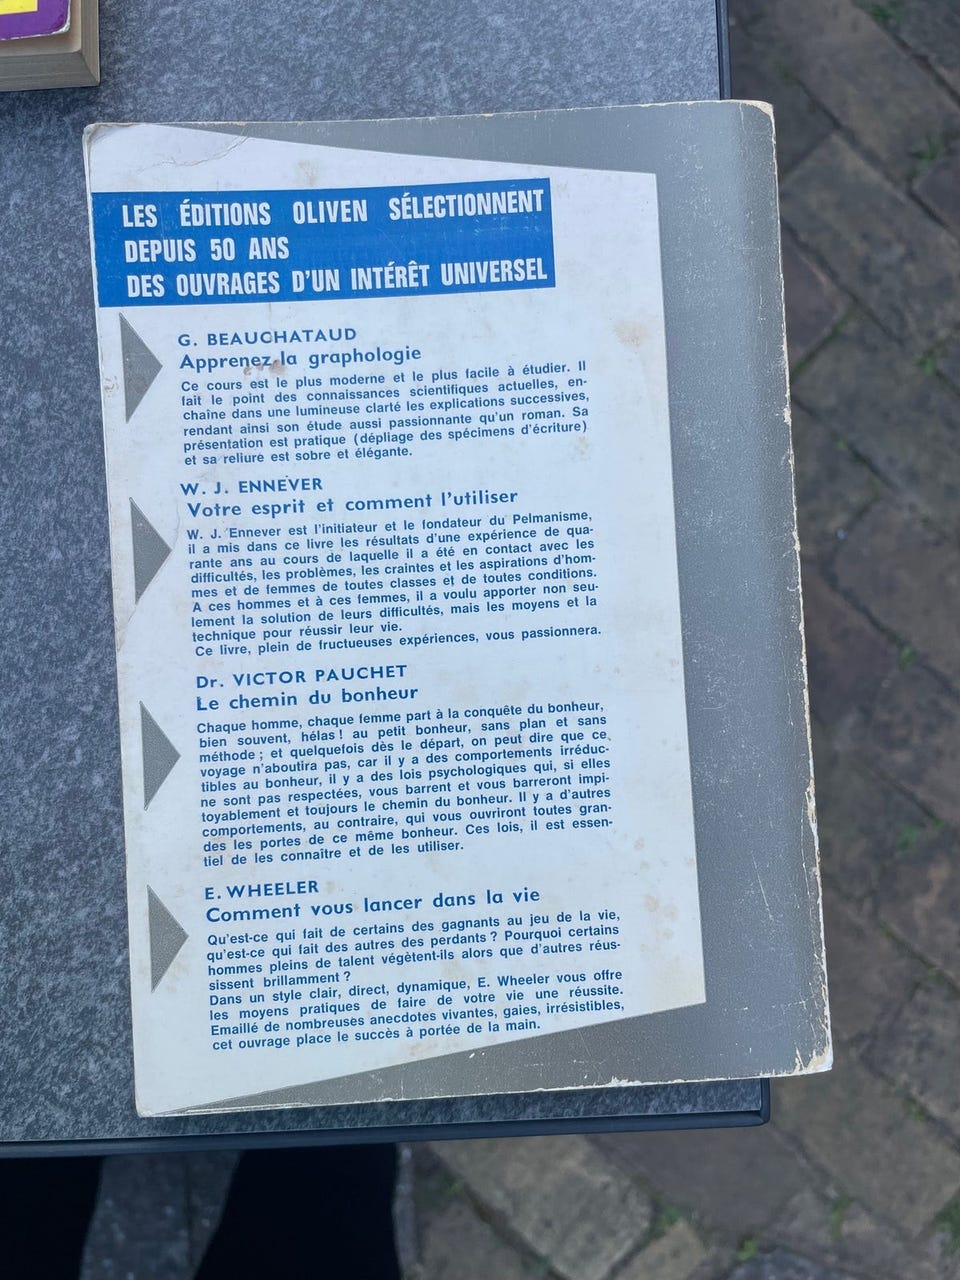 LES ÉDITIONS OLIVEN SÉLECTIONNENT
DEPUIS 50 ANS
DES OUVRAGES D'UN INTÉRÊT UNIVERSEL
G. BEAUCHATAUD
Apprenez la graphologie
Ce cours est le plus moderne et le plus facile à étudier. Il
fait le point des connaissances scientifiques actuelles, en-
chaîne dans une lumineuse clarté les explications successives,
rendant ainsi son étude aussi passionnante qu'un roman. Sa
présentation est pratique (dépliage des spécimens d'écriture)
et sa reliure est sobre et élégante.
W. J. ENNEVER
Votre esprit et comment l'utiliser
W. J. Ennever est l'initiateur et le fondateur du Pelmanisme,
il a mis dans ce livre les résultats d'une expérience de qua-
rante ans au cours de laquelle il a été en contact avec les
difficultés, les problèmes, les craintes et les aspirations d'hom-
mes et de femmes de toutes classes et de toutes conditions.
A ces hommes et à ces femmes, il a voulu apporter non seu-
lement la solution de leurs difficultés, mais les moyens et la
technique pour réussir leur vie.
Ce livre, plein de fructueuses expériences, vous passionnera.
Dr. VICTOR PAUCHET
Le chemin du bonheur
Chaque homme, chaque femme part à la conquête du bonheur,
bien souvent, hélas ! au petit bonheur, sans plan et sans
méthode ; et quelquefois dès le départ, on peut dire que ce
voyage n'aboutira pas, car il y a des comportements irréduc-
tibles au bonheur, il y a des lois psychologiques qui, si elles
ne sont pas respectées, vous barrent et vous barreront impi-
toyablement et toujours le chemin du bonheur. Il y a d'autres
comportements, au contraire, qui vous ouvriront toutes gran-
des les portes de ce même bonheur. Ces lois, il est essen-
tiel de les connaître et de les utiliser.
E. WHEELER
Comment vous lancer dans la vie
Qu'est-ce qui fait de certains des gagnants au jeu de la vie,
qu'est-ce qui fait des autres des perdants ? Pourquoi certains
hommes pleins de talent végètent-ils alors que d'autres réus-
sissent brillamment ?
Dans un style clair, direct, dynamique, E. Wheeler vous offre
les moyens pratiques de faire de votre vie une réussite.
Emaillé de nombreuses anecdotes vivantes, gaies, irrésistibles,
cet ouvrage place le succès à portée de la main.